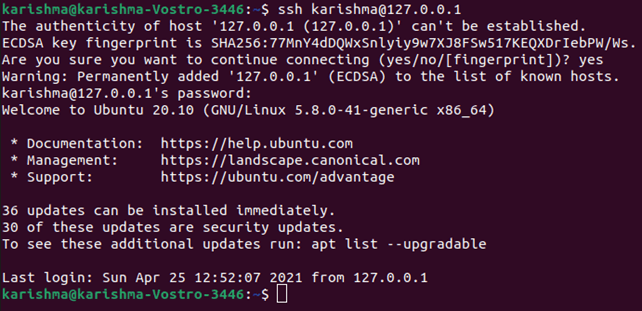 karishma@karishma-Vostro-3446:~$ ssh karishma@127.0.0.1
The authenticity of host '127.0.0.1 (127.0.0.1)' can't be established.
ECDSA key fingerprint is SHA256:77MnY4dDQWxSnlyiy9w7XJ8FSw517KEQXDrIebPW/Ws.
Are you sure you want to continue connecting (yes/no/[fingerprint])? yes
Warning: Permanently added '127.0.0.1' (ECDSA) to the list of known hosts.
karishma@127.0.0.1's password:
Welcome to Ubuntu 20.10 (GNU/Linux 5.8.0-41-generic x86_64)
* Documentation:  https://help.ubuntu.com
* Management:     https://landscape.canonical.com
* Support:        https://ubuntu.com/advantage
36 updates can be installed immediately.
30 of these updates are security updates.
To see these additional updates run: apt list --upgradable
Last login: Sun Apr 25 12:52:07 2021 from 127.0.0.1
karishma@karishma-Vostro-3446:~$